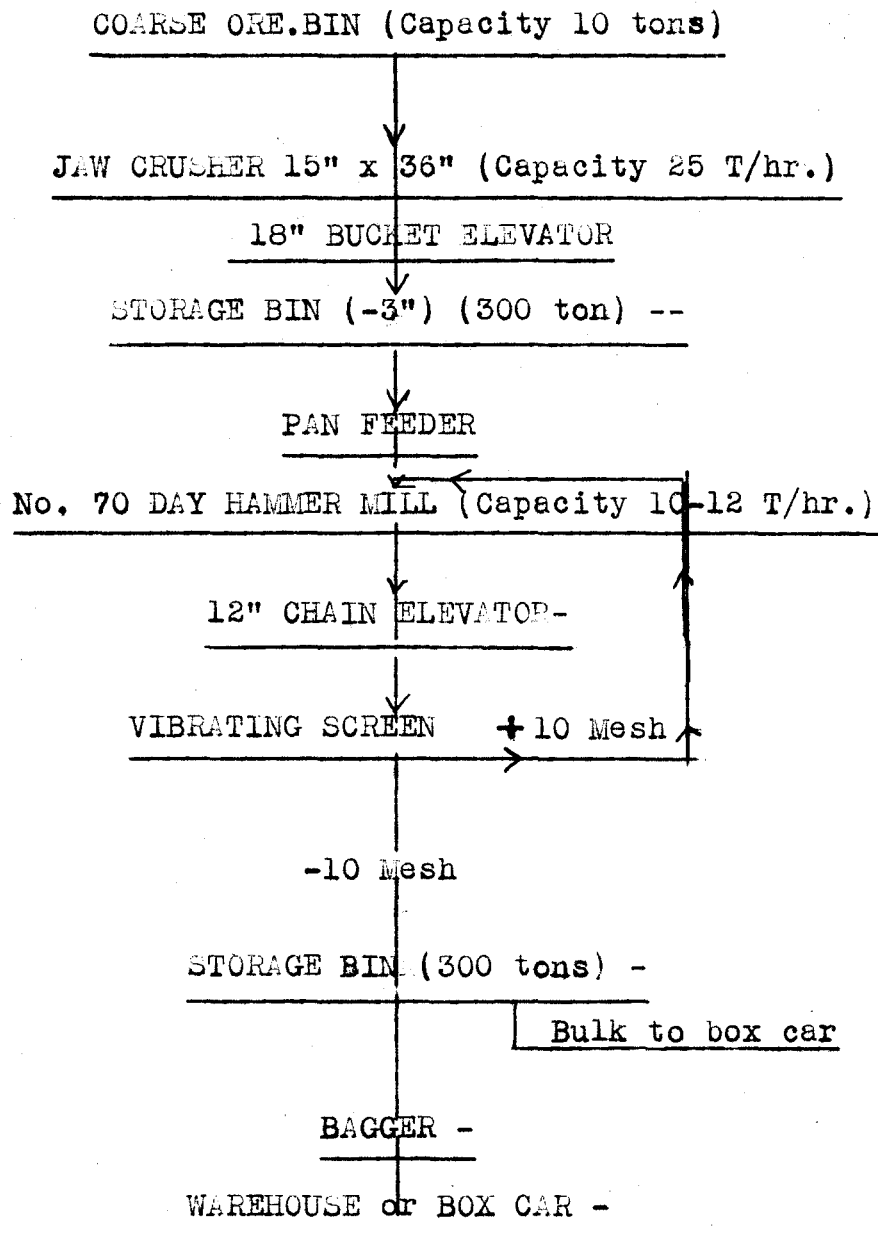 COARSE ORE.BIN (Capacity 10 tons)
JAW CRUSHER 15" x 36" (Capacity 25 T/hr.)
18" BUCKET ELEVATOR
STORAGE BIN (-3") (300 ton) --
PAN FEEDER
No. 70 DAY HAMMER MILL (Capacity 10-12 T/hr.)
12" CHAIN ELEVATOR-
VIBRATING SCREEN + 10 Mesh
-10 Mesh
STORAGE BIN (300 tons) -
Bulk to box car
BAGGER -
WAREHOUSE or BOX CAR -